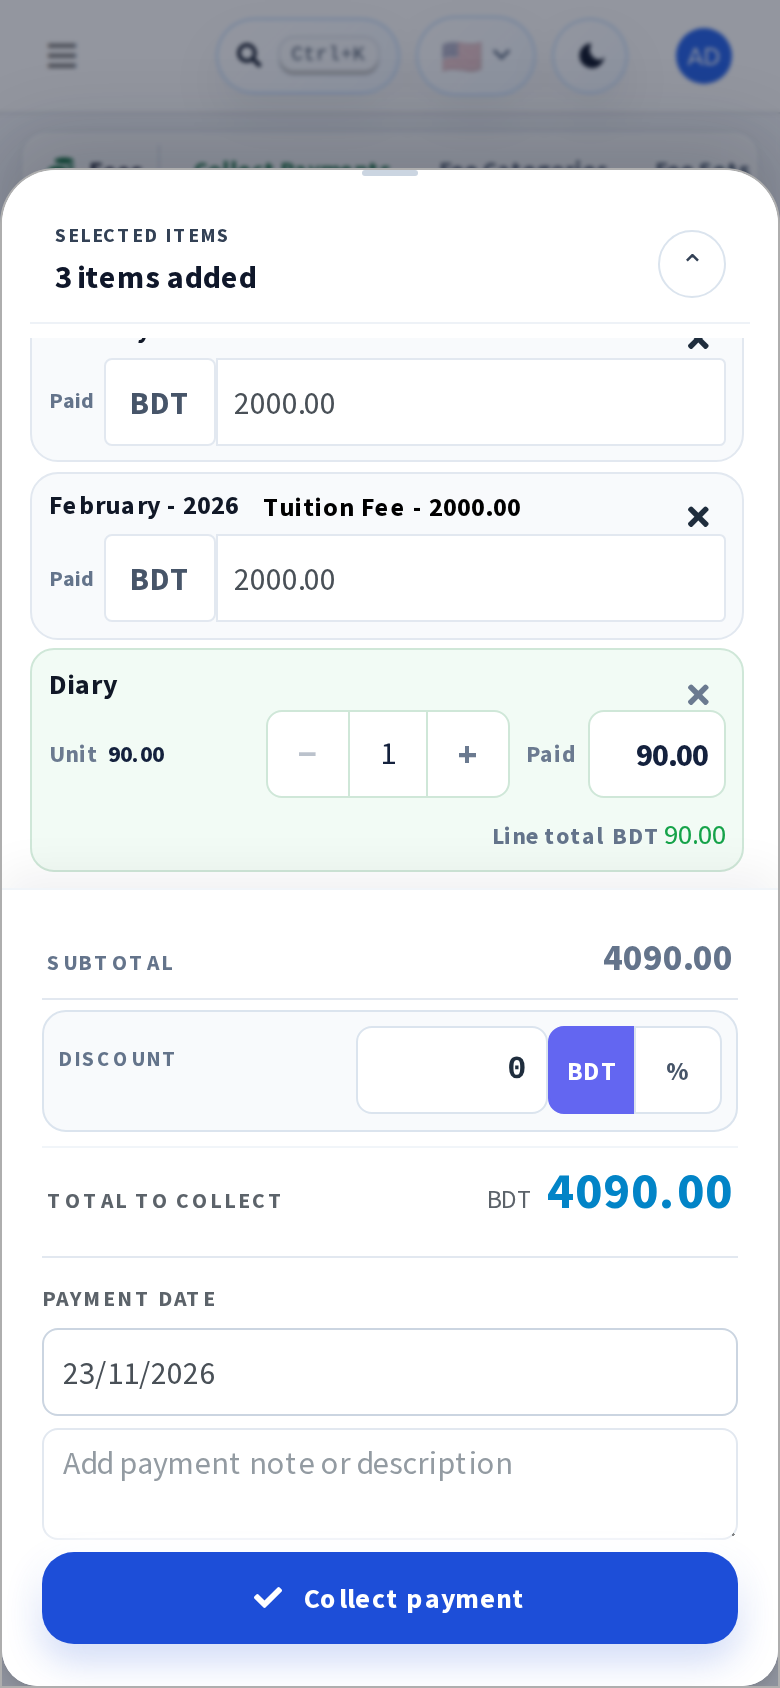 Ctrl+K
AD
Collect Payments
SELECTED ITEMS
3 items added
Paid BDT 2000.00
February - 2026 Tuition Fee - 2000.00
Paid BDT 2000.00
Diary
Unit 90.00 − 1 + Paid 90.00
Line total BDT 90.00
SUBTOTAL 4090.00
DISCOUNT 0 BDT %
TOTAL TO COLLECT BDT 4090.00
PAYMENT DATE
23/11/2026
Add payment note or description
Collect payment